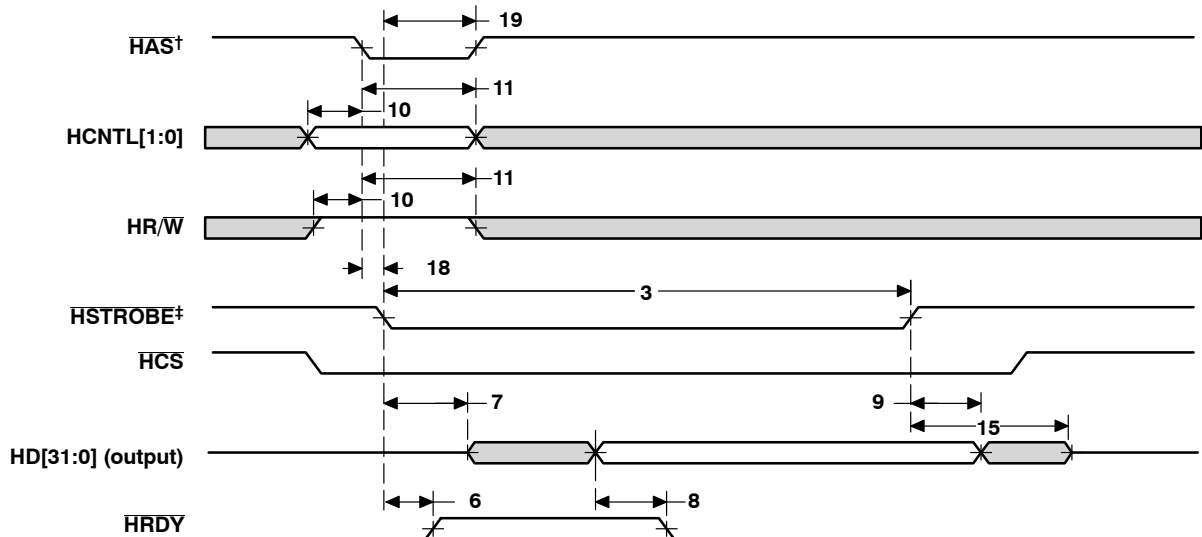 19
HAS†
11
10
HCNTL[1:0]
11
10
HR/W
18
3
HSTROBE‡
HCS
7
9
15
HD[31:0] (output)
6
8
HRDY